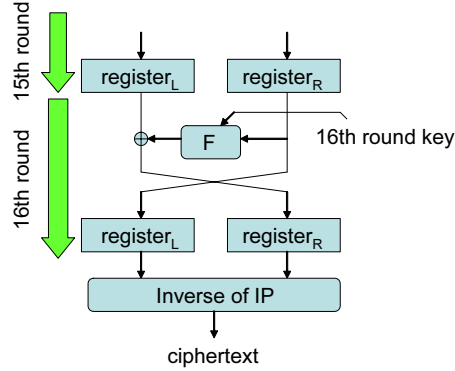 15th round
register_L
register_R
F
16th round key
16th round
register_L
register_R
Inverse of IP
ciphertext